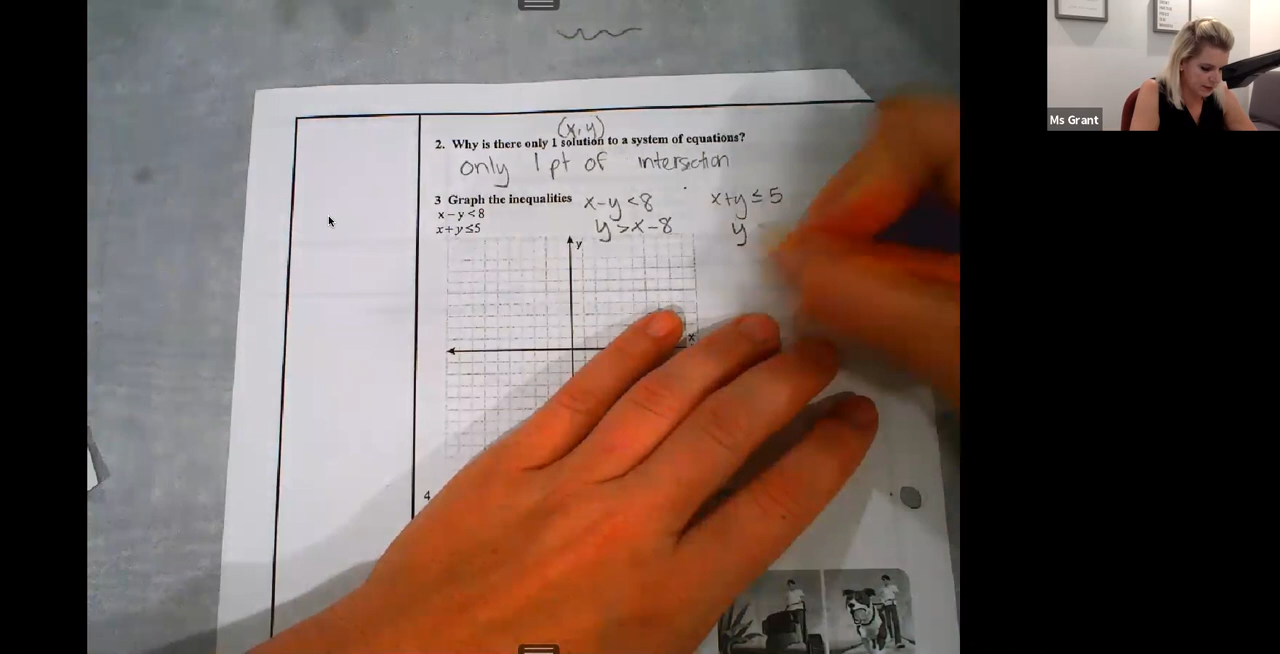 (x,y)
2. Why is there only 1 solution to a system of equations?
only 1 pt of intersction
3 Graph the inequalities
x – y < 8
x + y ≤ 5
x-y < 8
y > x - 8
x+y ≤ 5
y
y
x
4
Ms Grant